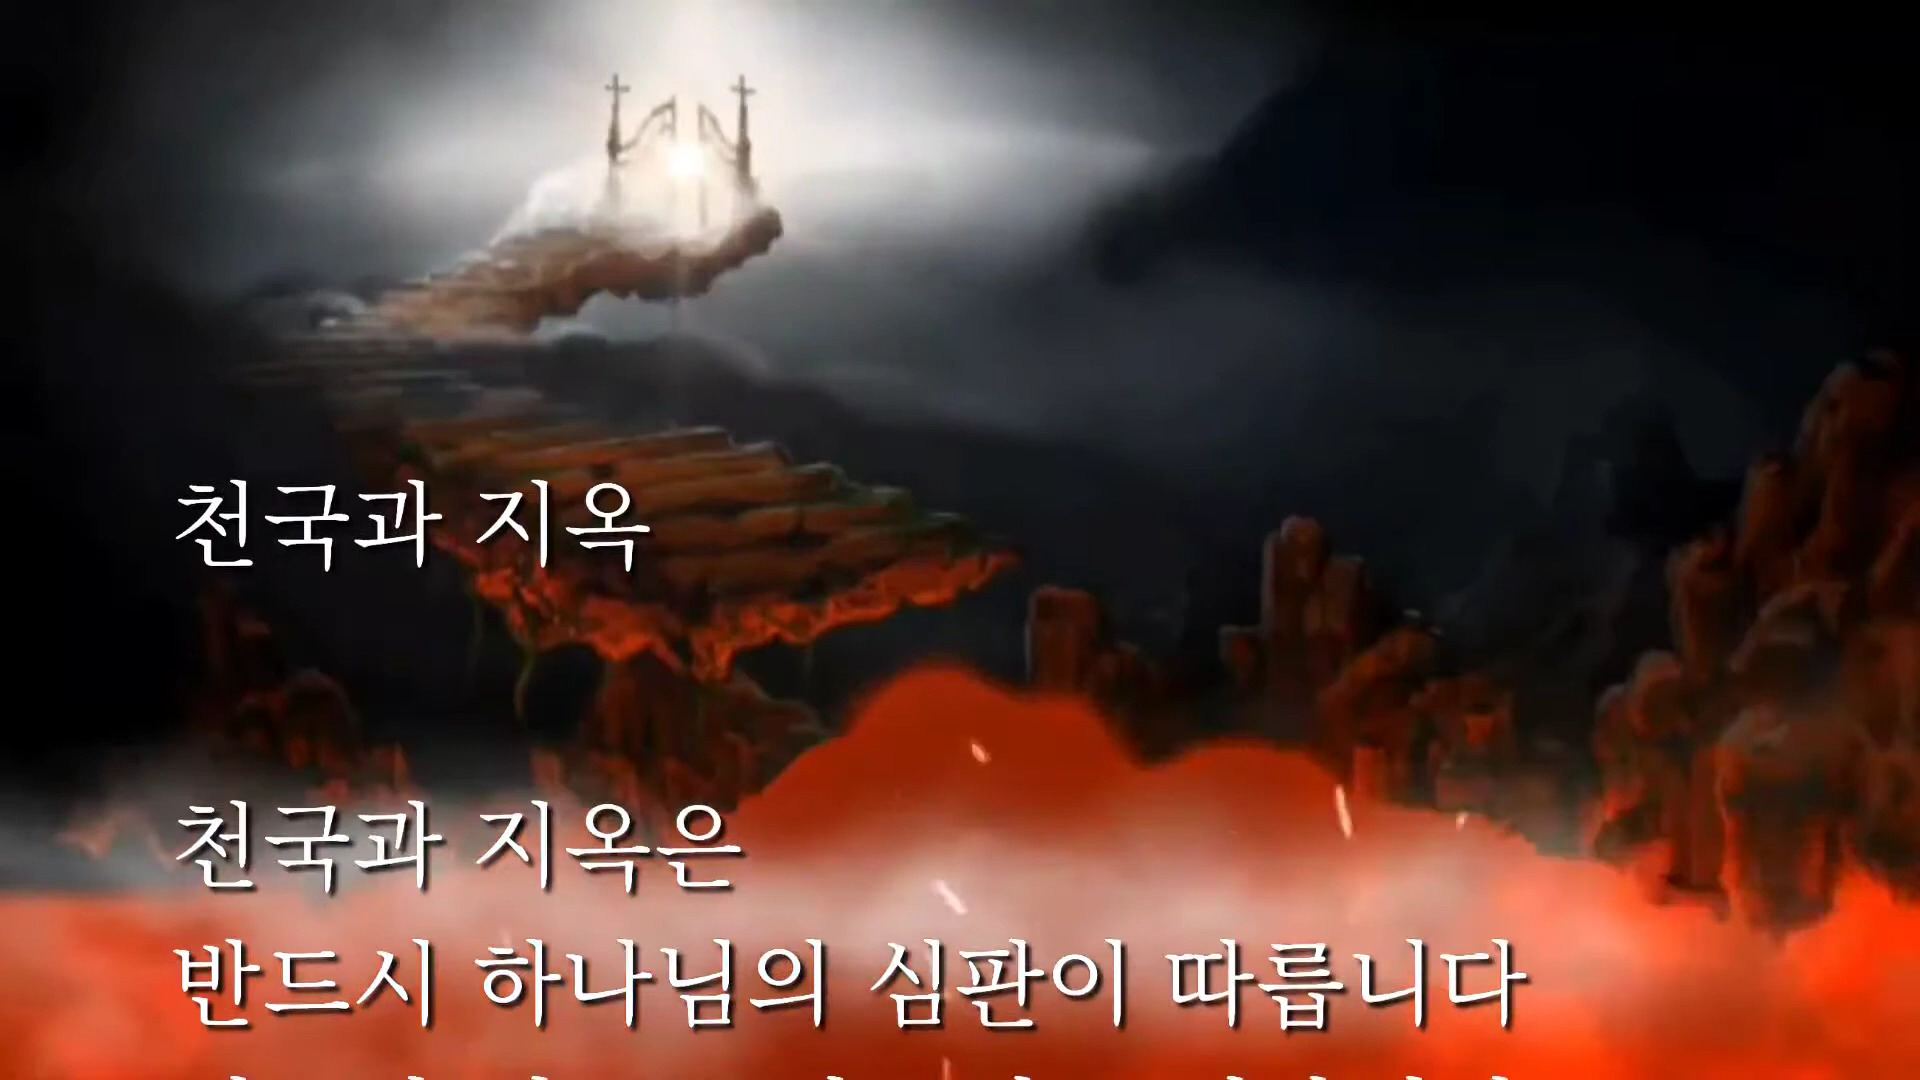 천국과 지옥
천국과 지옥은
반드시 하나님의 심판이 따릅니다